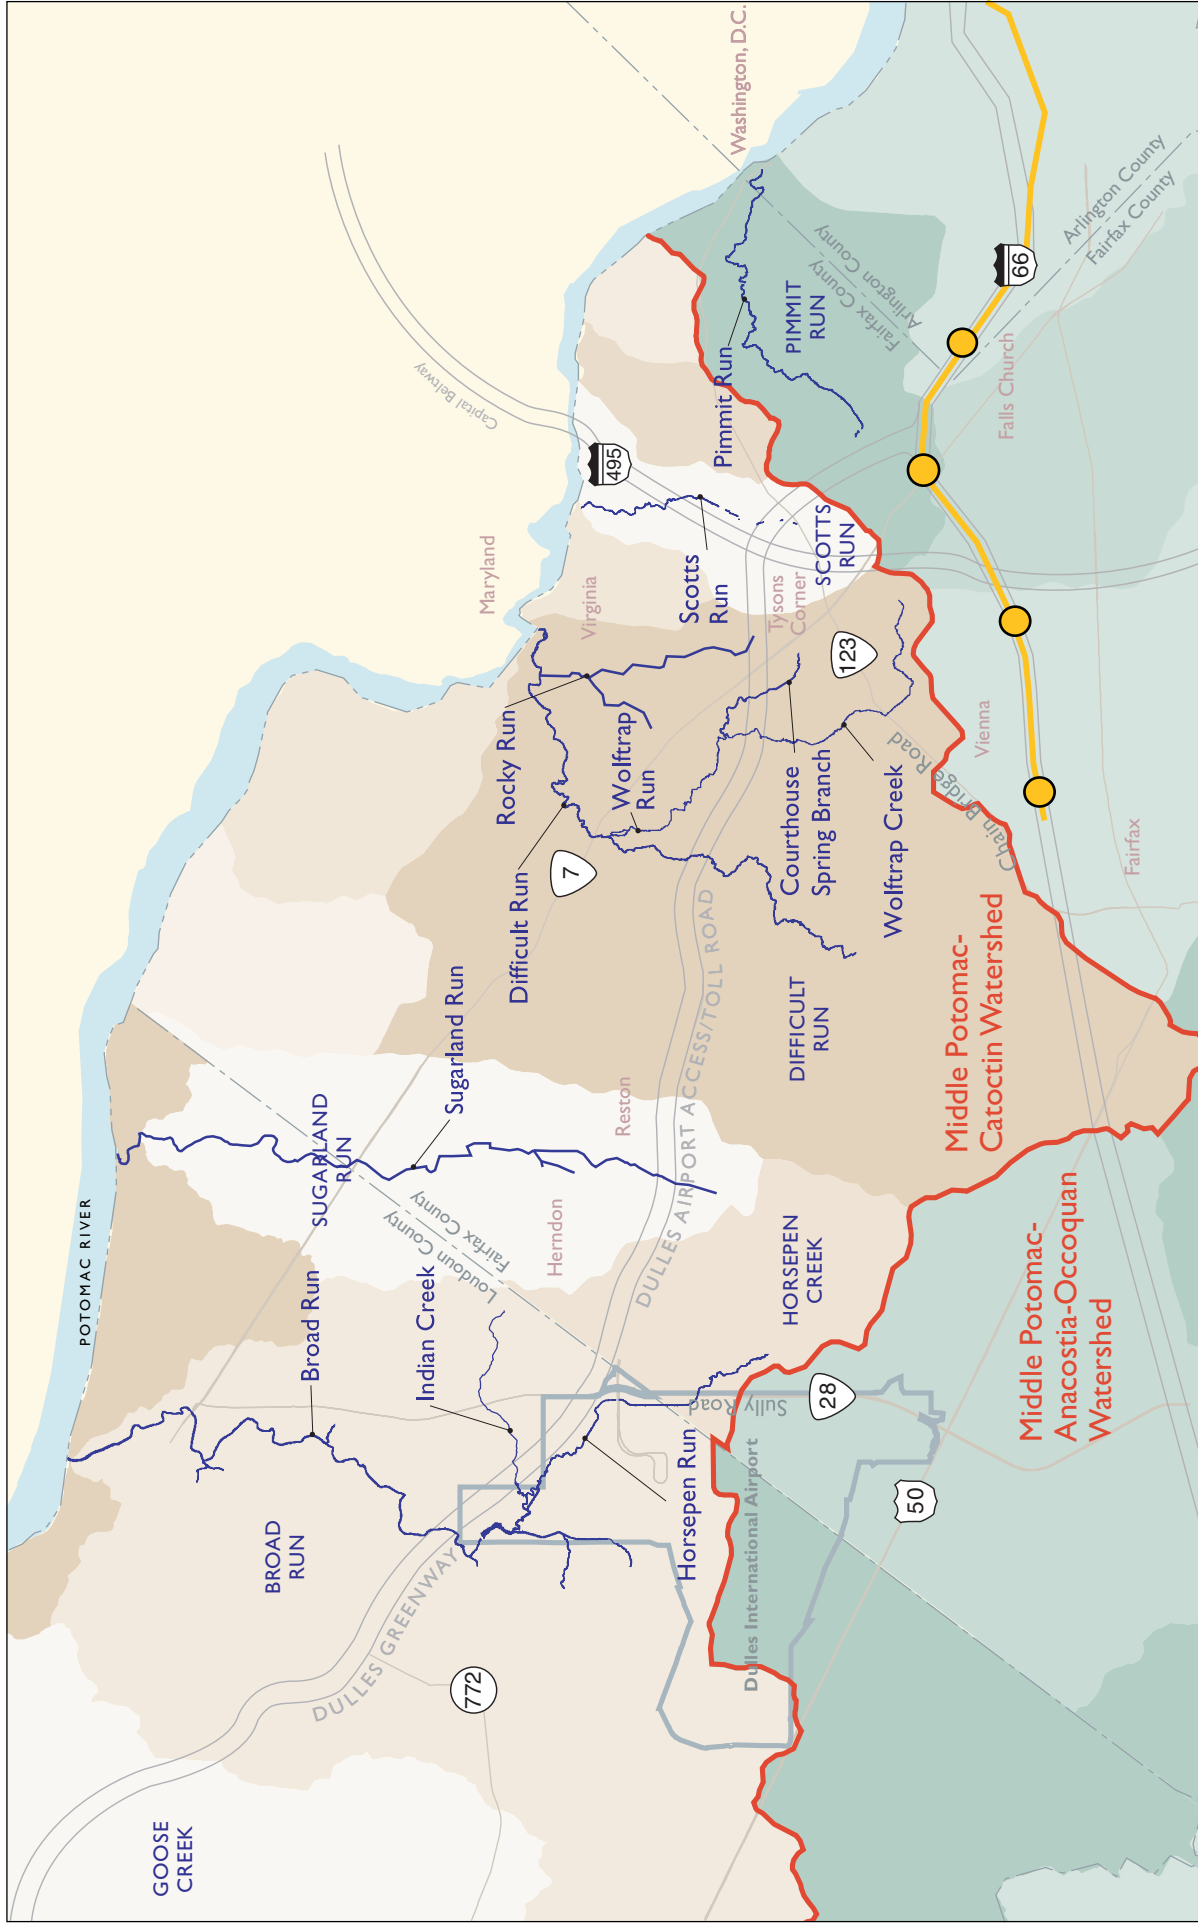 POTOMAC RIVER
GOOSE
CREEK
BROAD
RUN
Broad Run
SUGARLAND
RUN
Sugarland Run
Indian Creek
Loudoun County
Fairfax County
Herndon
Reston
DULLES GREENWAY
772
DULLES AIRPORT ACCESS/TOLL ROAD
Horsepen Run
HORSEPEN
CREEK
Sully Road
28
50
Dulles International Airport
Middle Potomac-
Anacostia-Occoquan
Watershed
Middle Potomac-
Catoctin Watershed
DIFFICULT
RUN
Difficult Run
7
Rocky Run
Wolftrap
Run
Courthouse
Spring Branch
Wolftrap Creek
Chain Bridge Road
123
Vienna
Fairfax
Maryland
Virginia
Scotts
Run
Tysons
Corner
SCOTTS
RUN
495
Capital Beltway
Pimmit Run
PIMMIT
RUN
Fairfax County
Arlington County
Washington, D.C.
Falls Church
66
Arlington County
Fairfax County